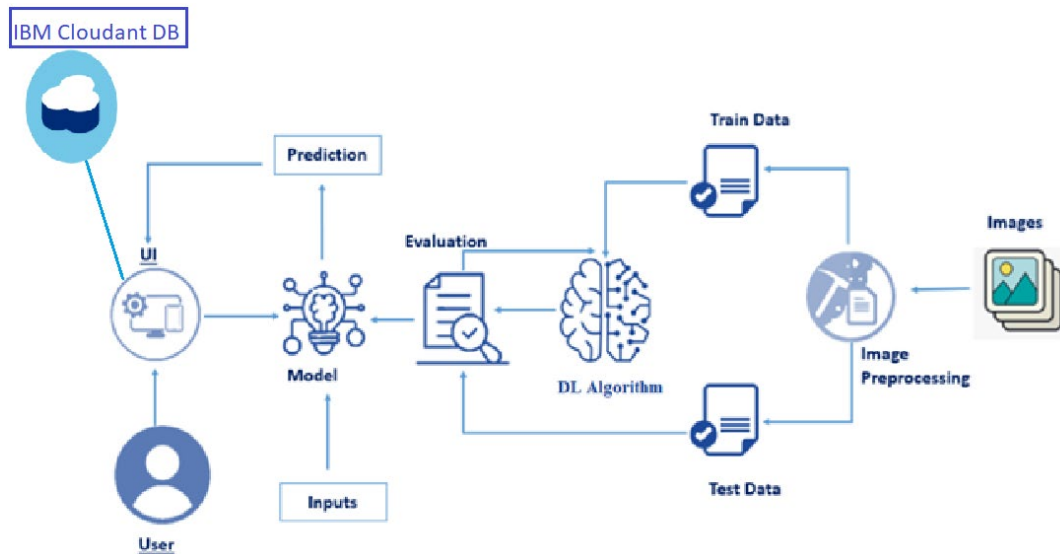 IBM Cloudant DB
Train Data
Prediction
Images
Evaluation
UI
Image
Preprocessing
Model
DL Algorithm
Inputs
Test Data
User